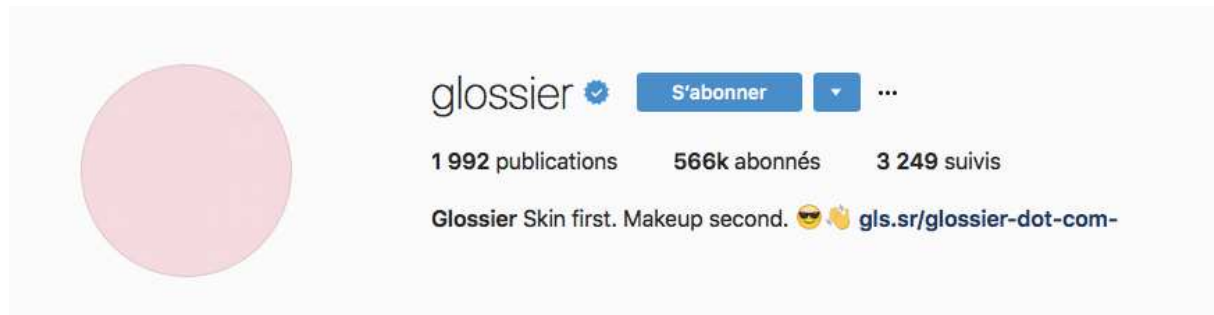 glossier S'abonner ...
1 992 publications 566k abonnés 3 249 suivis
Glossier Skin first. Makeup second. 😎👋 gls.sr/glossier-dot-com-